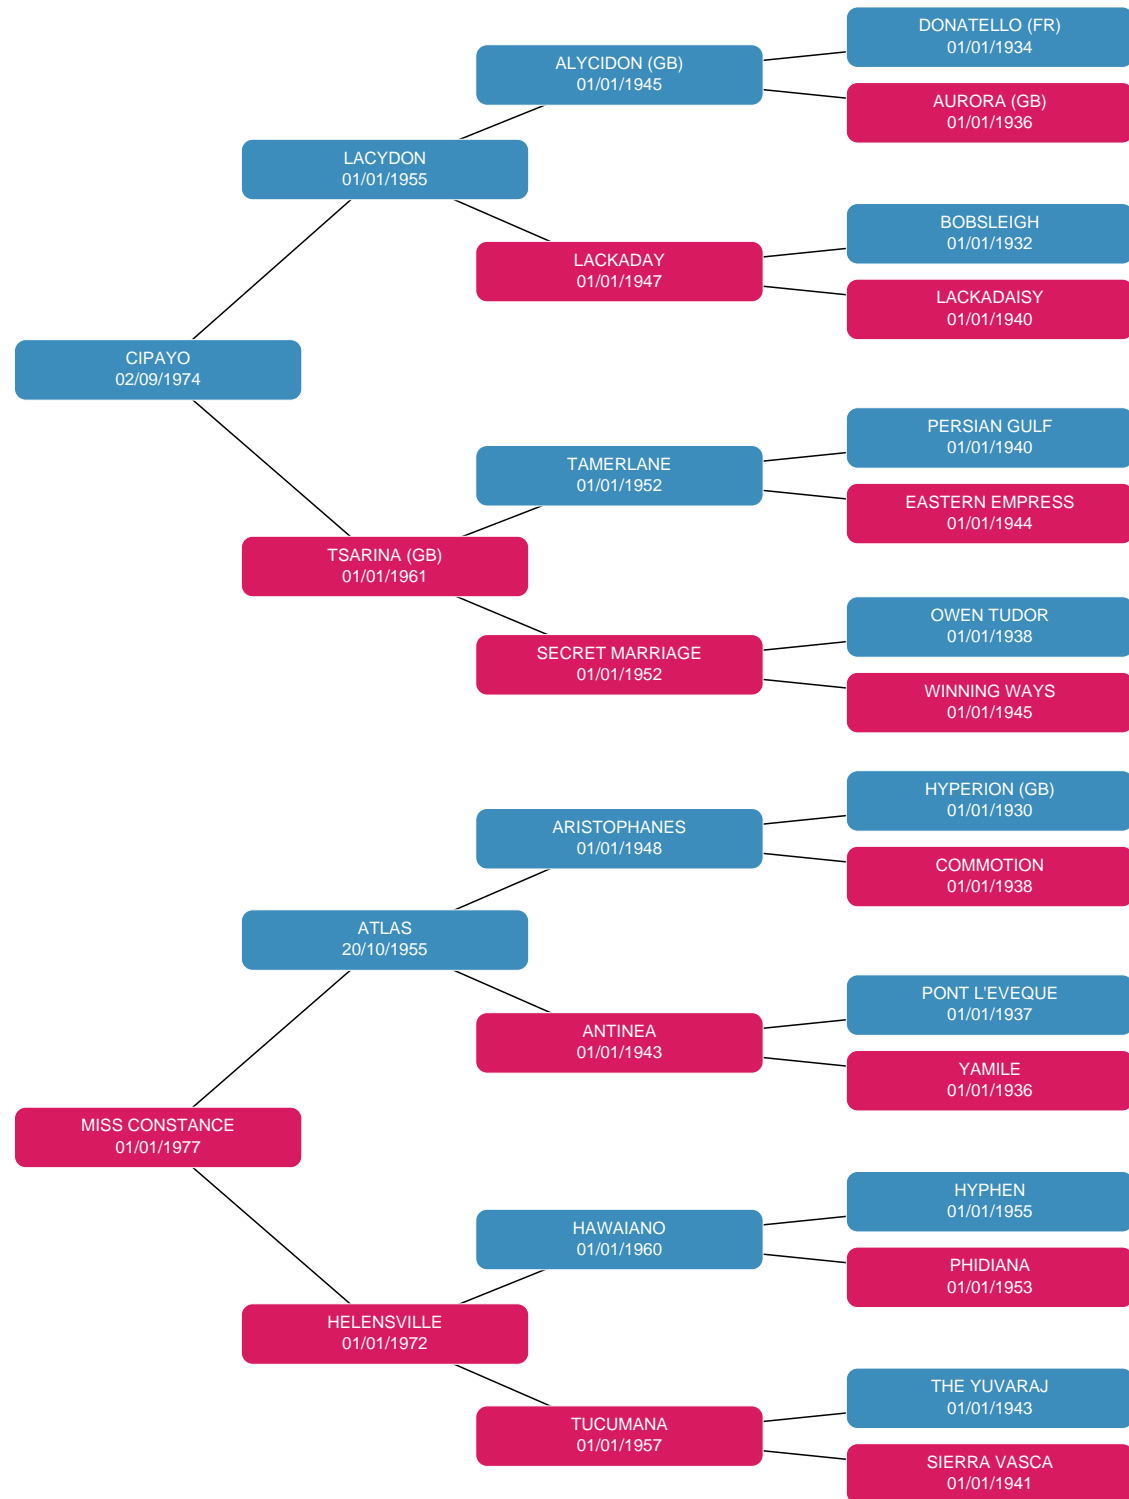 DONATELLO (FR)
01/01/1934
ALYCIDON (GB)
01/01/1945
AURORA (GB)
01/01/1936
LACYDON
01/01/1955
BOBSLEIGH
01/01/1932
LACKADAY
01/01/1947
LACKADAISY
01/01/1940
CIPAYO
02/09/1974
PERSIAN GULF
01/01/1940
TAMERLANE
01/01/1952
EASTERN EMPRESS
01/01/1944
TSARINA (GB)
01/01/1961
OWEN TUDOR
01/01/1938
SECRET MARRIAGE
01/01/1952
WINNING WAYS
01/01/1945
HYPERION (GB)
01/01/1930
ARISTOPHANES
01/01/1948
COMMOTION
01/01/1938
ATLAS
20/10/1955
PONT L'EVEQUE
01/01/1937
ANTINEA
01/01/1943
YAMILE
01/01/1936
MISS CONSTANCE
01/01/1977
HYPHEN
01/01/1955
HAWAIANO
01/01/1960
PHIDIANA
01/01/1953
HELENSVILLE
01/01/1972
THE YUVARAJ
01/01/1943
TUCUMANA
01/01/1957
SIERRA VASCA
01/01/1941